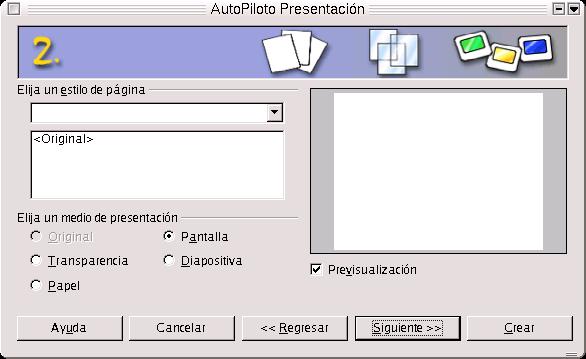 AutoPiloto Presentación
2.
Elija un estilo de página
<Original>
Elija un medio de presentación
Original
Pantalla
Transparencia
Diapositiva
Papel
Previsualización
Ayuda
Cancelar
<< Regresar
Siguiente >>
Crear